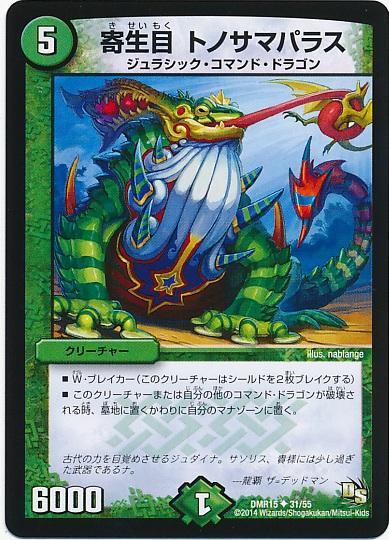 5
き せい もく
寄生目 トノサマパラス
ジュラシック・コマンド・ドラゴン
Illus. nablange
クリーチャー
■ W・ブレイカー(このクリーチャーはシールドを2枚ブレイクする)
■ このクリーチャーまたは自分の他のコマンド・ドラゴンが破壊さ
れる時、墓地に置くかわりに自分のマナゾーンに置く。
古代の力を目覚めさせるジュダイナ。サソリス、貴様には少し過ぎ
た武器であるナ。
―龍覇 ザ=デッドマン
6000
1
DS
DMR15 ✦ 31/55
©2014 Wizards/Shogakukan/Mitsui-Kids